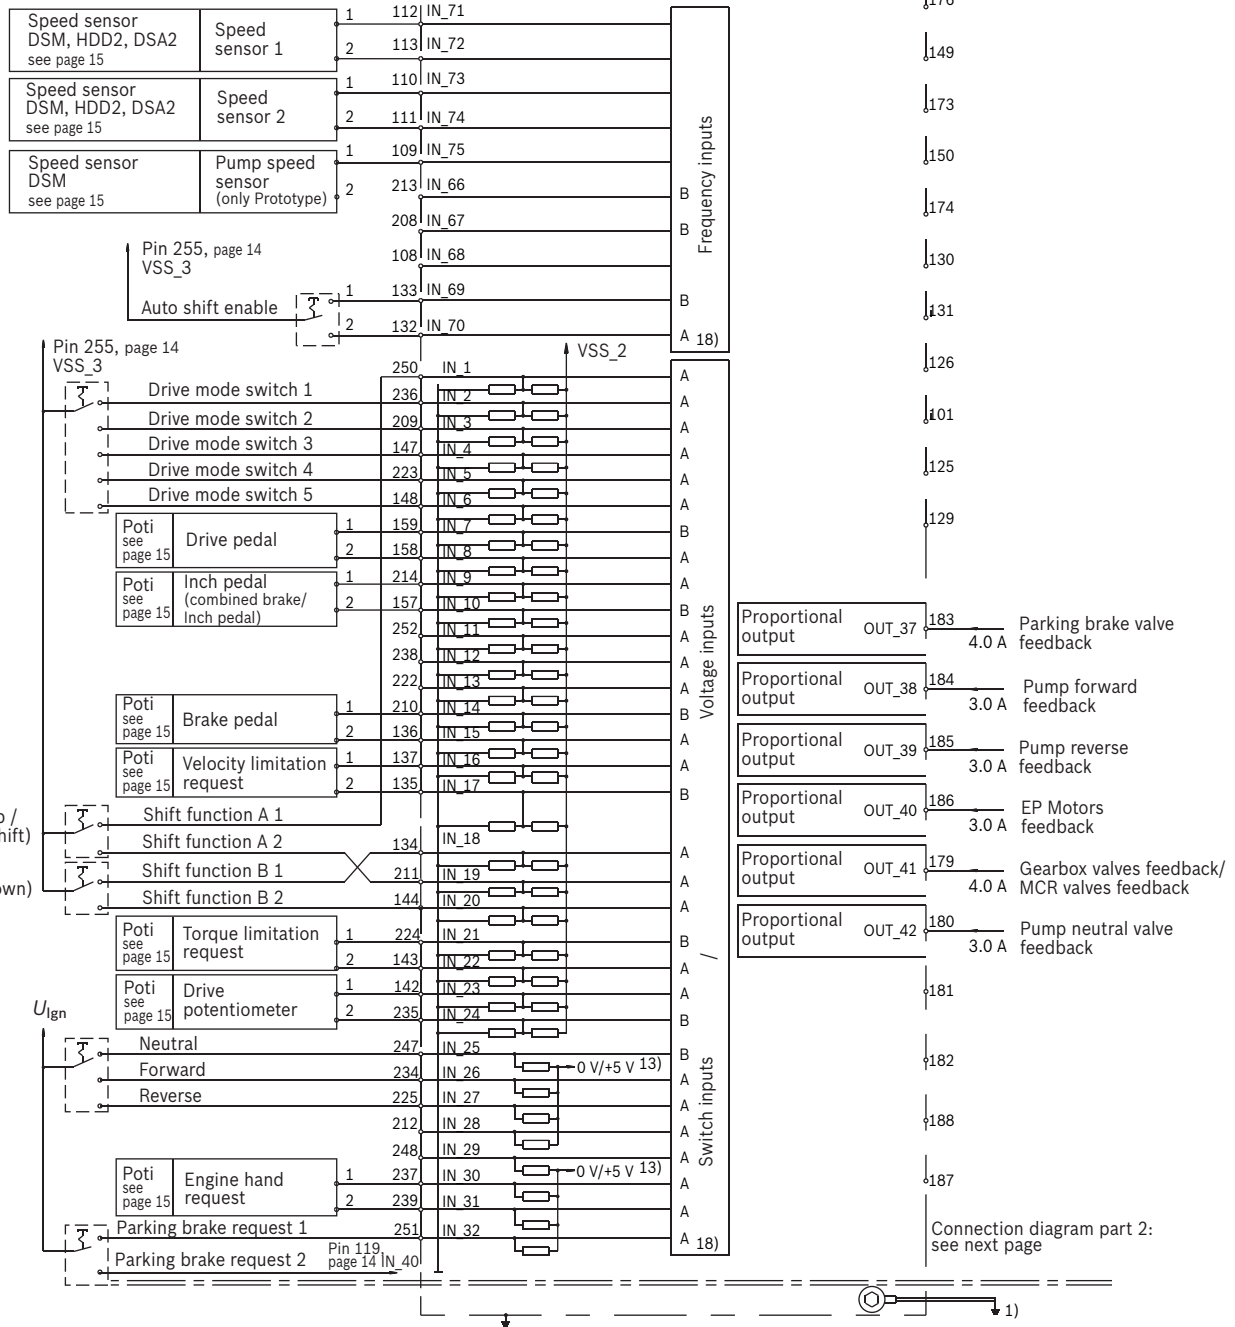 Speed sensor
DSM, HDD2, DSA2
see page 15
Speed
sensor 1
1
112 IN_71
2
113 IN_72
Speed sensor
DSM, HDD2, DSA2
see page 15
Speed
sensor 2
1
110 IN_73
2
111 IN_74
Speed sensor
DSM
see page 15
Pump speed
sensor
(only Prototype)
1
109 IN_75
2
213 IN_66
B
208 IN_67
B
108 IN_68
Pin 255, page 14
VSS_3
Auto shift enable
1
133 IN_69
B
2
132 IN_70
A 18)
Frequency inputs
Pin 255, page 14
VSS_3
VSS_2
250 IN_1 A
Drive mode switch 1 236 IN_2 A
Drive mode switch 2 209 IN_3 A
Drive mode switch 3 147 IN_4 A
Drive mode switch 4 223 IN_5 A
Drive mode switch 5 148 IN_6 A
Poti
see
page 15
Drive pedal
1 159 IN_7 B
2 158 IN_8 A
Poti
see
page 15
Inch pedal
(combined brake/
Inch pedal)
1 214 IN_9 A
2 157 IN_10 B
252 IN_11 A
238 IN_12 A
222 IN_13 A
Poti
see
page 15
Brake pedal
1 210 IN_14 B
2 136 IN_15 A
Poti
see
page 15
Velocity limitation
request
1 137 IN_16 A
2 135 IN_17 B
Shift function A 1
Shift function A 2 134 IN_18 A
Shift function B 1 211 IN_19 A
Shift function B 2 144 IN_20 A
Poti
see
page 15
Torque limitation
request
1 224 IN_21 B
2 143 IN_22 A
Poti
see
page 15
Drive
potentiometer
1 142 IN_23 A
2 235 IN_24 B
UIgn
Neutral 247 IN_25 B
0 V/+5 V 13)
Forward 234 IN_26 A
Reverse 225 IN_27 A
212 IN_28 A
248 IN_29 A
0 V/+5 V 13)
Poti
see
page 15
Engine hand
request
1 237 IN_30 A
2 239 IN_31 A
Parking brake request 1 251 IN_32 A 18)
Parking brake request 2
Pin 119,
page 14 IN_40
Voltage inputs
/
Switch inputs
/
hift)
own)
176
149
173
150
174
130
131
126
101
125
129
Proportional
output
OUT_37 183
4.0 A
Parking brake valve
feedback
Proportional
output
OUT_38 184
3.0 A
Pump forward
feedback
Proportional
output
OUT_39 185
3.0 A
Pump reverse
feedback
Proportional
output
OUT_40 186
3.0 A
EP Motors
feedback
Proportional
output
OUT_41 179
4.0 A
Gearbox valves feedback/
MCR valves feedback
Proportional
output
OUT_42 180
3.0 A
Pump neutral valve
feedback
181
182
188
187
Connection diagram part 2:
see next page
1)